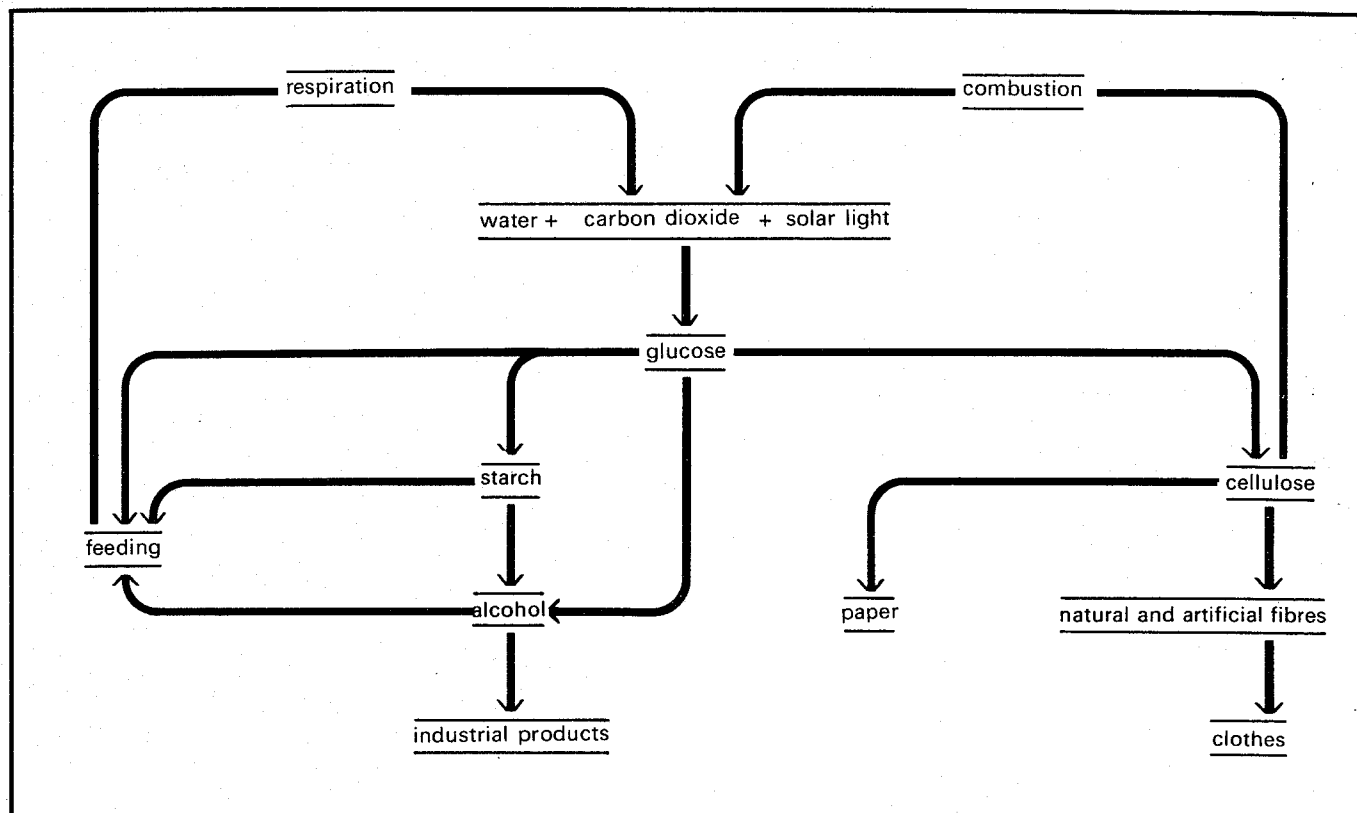 respiration
combustion
water + carbon dioxide + solar light
glucose
starch
cellulose
feeding
alcohol
paper
natural and artificial fibres
industrial products
clothes